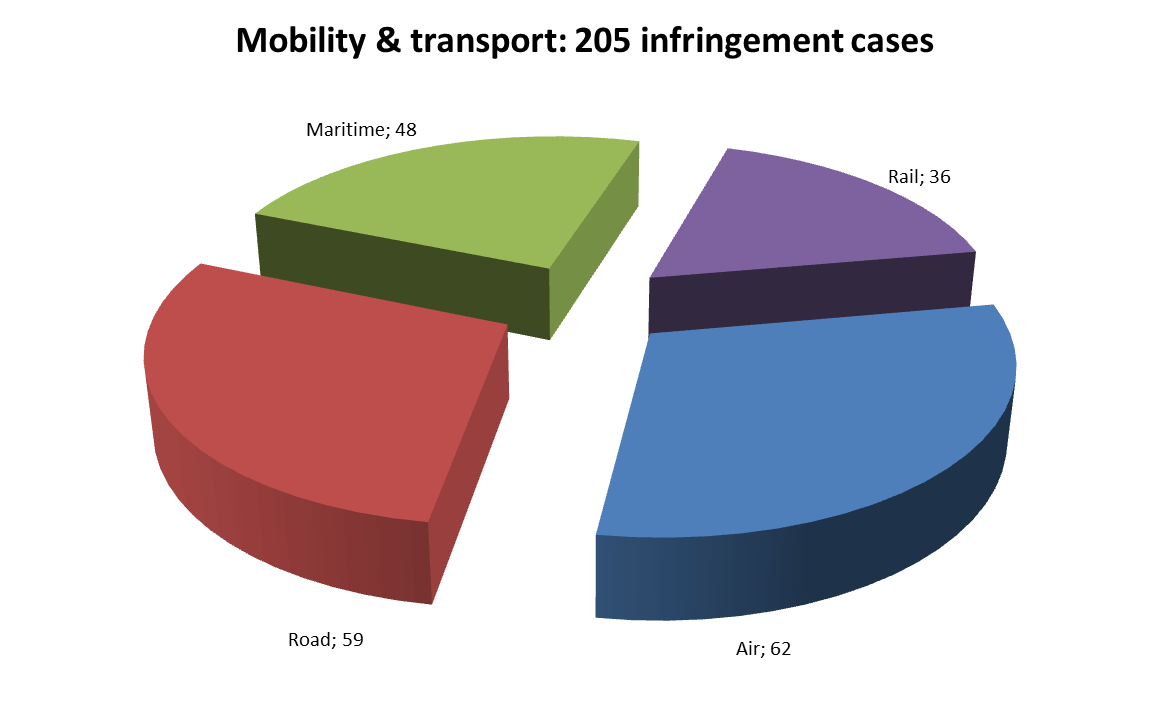 Mobility & transport: 205 infringement cases
Maritime; 48
Rail; 36
Road; 59
Air; 62